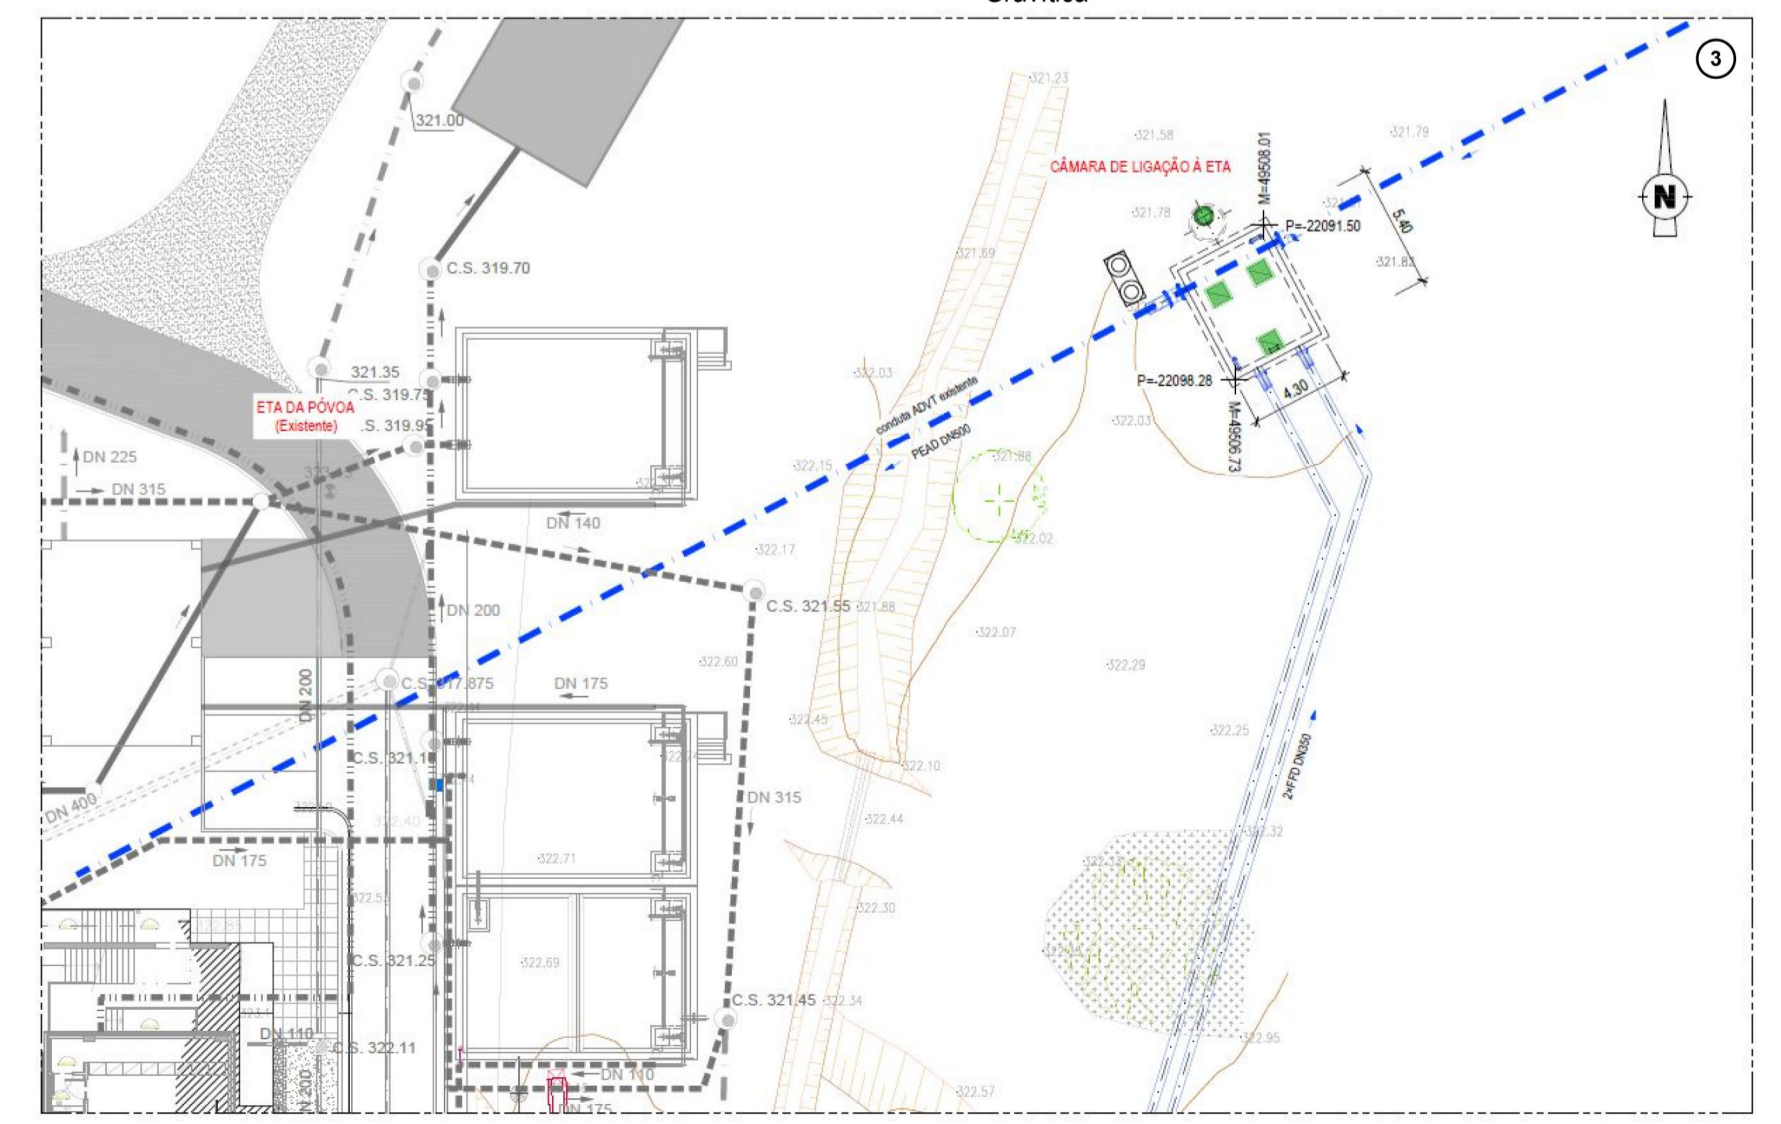 3
321.23
321.00
321.58
321.79
CÂMARA DE LIGAÇÃO À ETA
M=49508.01
321.78
5.40
P=-22091.50
321.69
321.82
C.S. 319.70
N
321.35
322.03
P=-22098.28
4.30
ETA DA PÓVOA
(Existente)
C.S. 319.75
.S. 319.95
conduta ADVT existente
PEAD DN500
322.03
M=49506.73
DN 225
322.15
321.88
DN 315
DN 140
322.02
322.17
DN 200
C.S. 321.55
321.88
322.07
322.60
322.29
C.S. 317.875
DN 175
DN 200
322.45
322.25
322.10
2×FFD DN350
DN 400
DN 315
322.40
322.44
322.32
DN 175
322.71
322.30
C.S. 321.25
322.69
C.S. 321.45
322.34
322.95
DN 110
C.S. 322.11
DN 110
DN 175
322.57